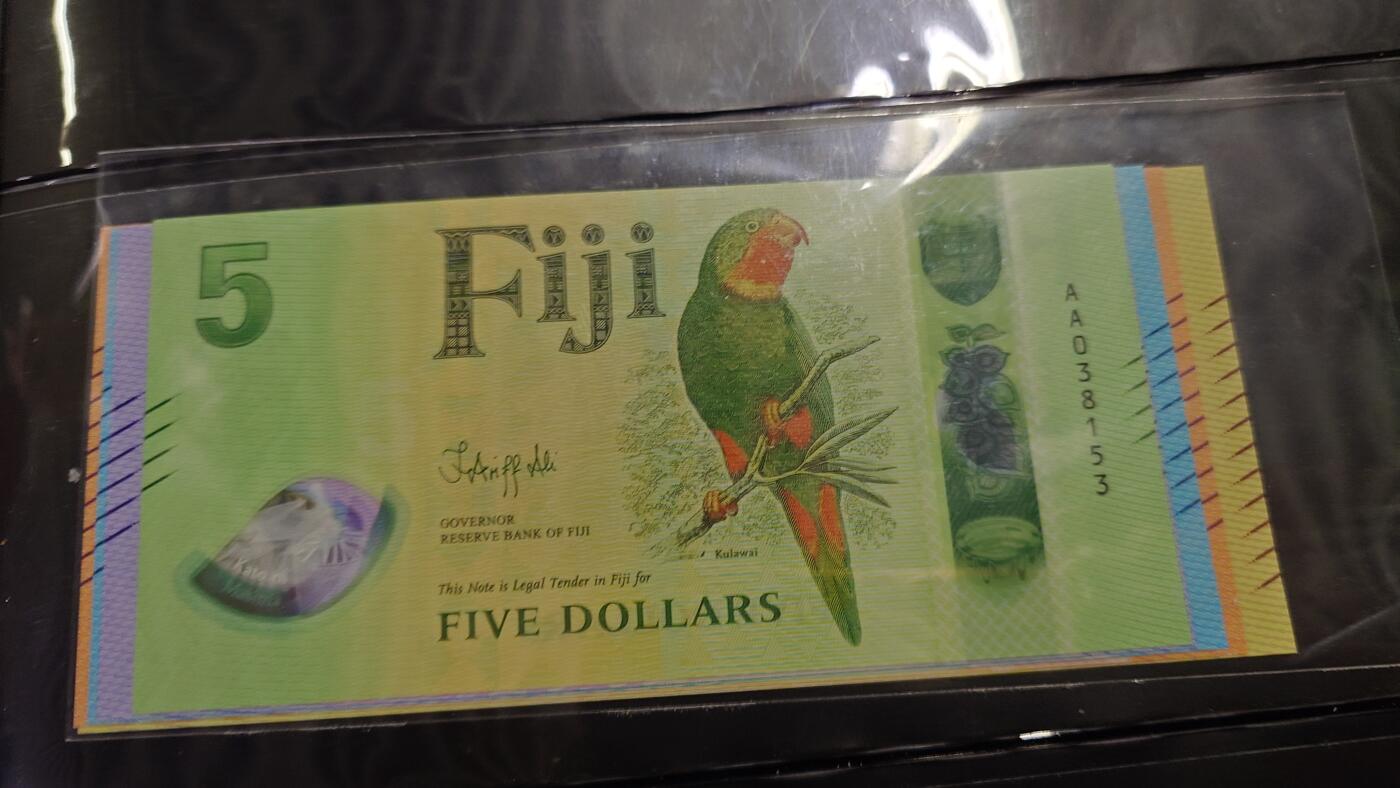 5
Fiji
AA038153
GOVERNOR
RESERVE BANK OF FIJI
Kulawai
This Note is Legal Tender in Fiji for
FIVE DOLLARS